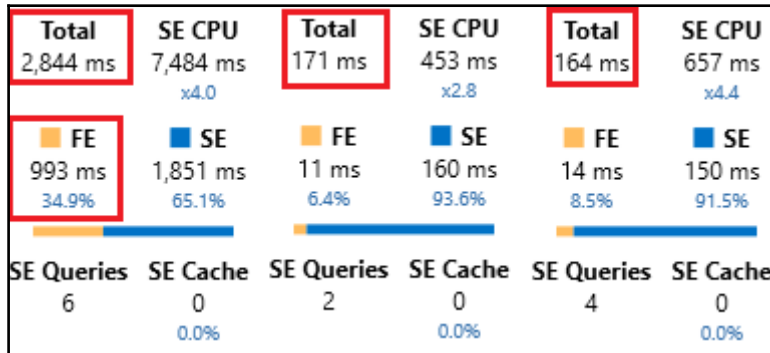 Total SE CPU Total SE CPU Total SE CPU
2,844 ms 7,484 ms 171 ms 453 ms 164 ms 657 ms
x4.0 x2.8 x4.4
FE SE FE SE FE SE
993 ms 1,851 ms 11 ms 160 ms 14 ms 150 ms
34.9% 65.1% 6.4% 93.6% 8.5% 91.5%
SE Queries SE Cache SE Queries SE Cache SE Queries SE Cache
6 0 2 0 4 0
0.0% 0.0% 0.0%